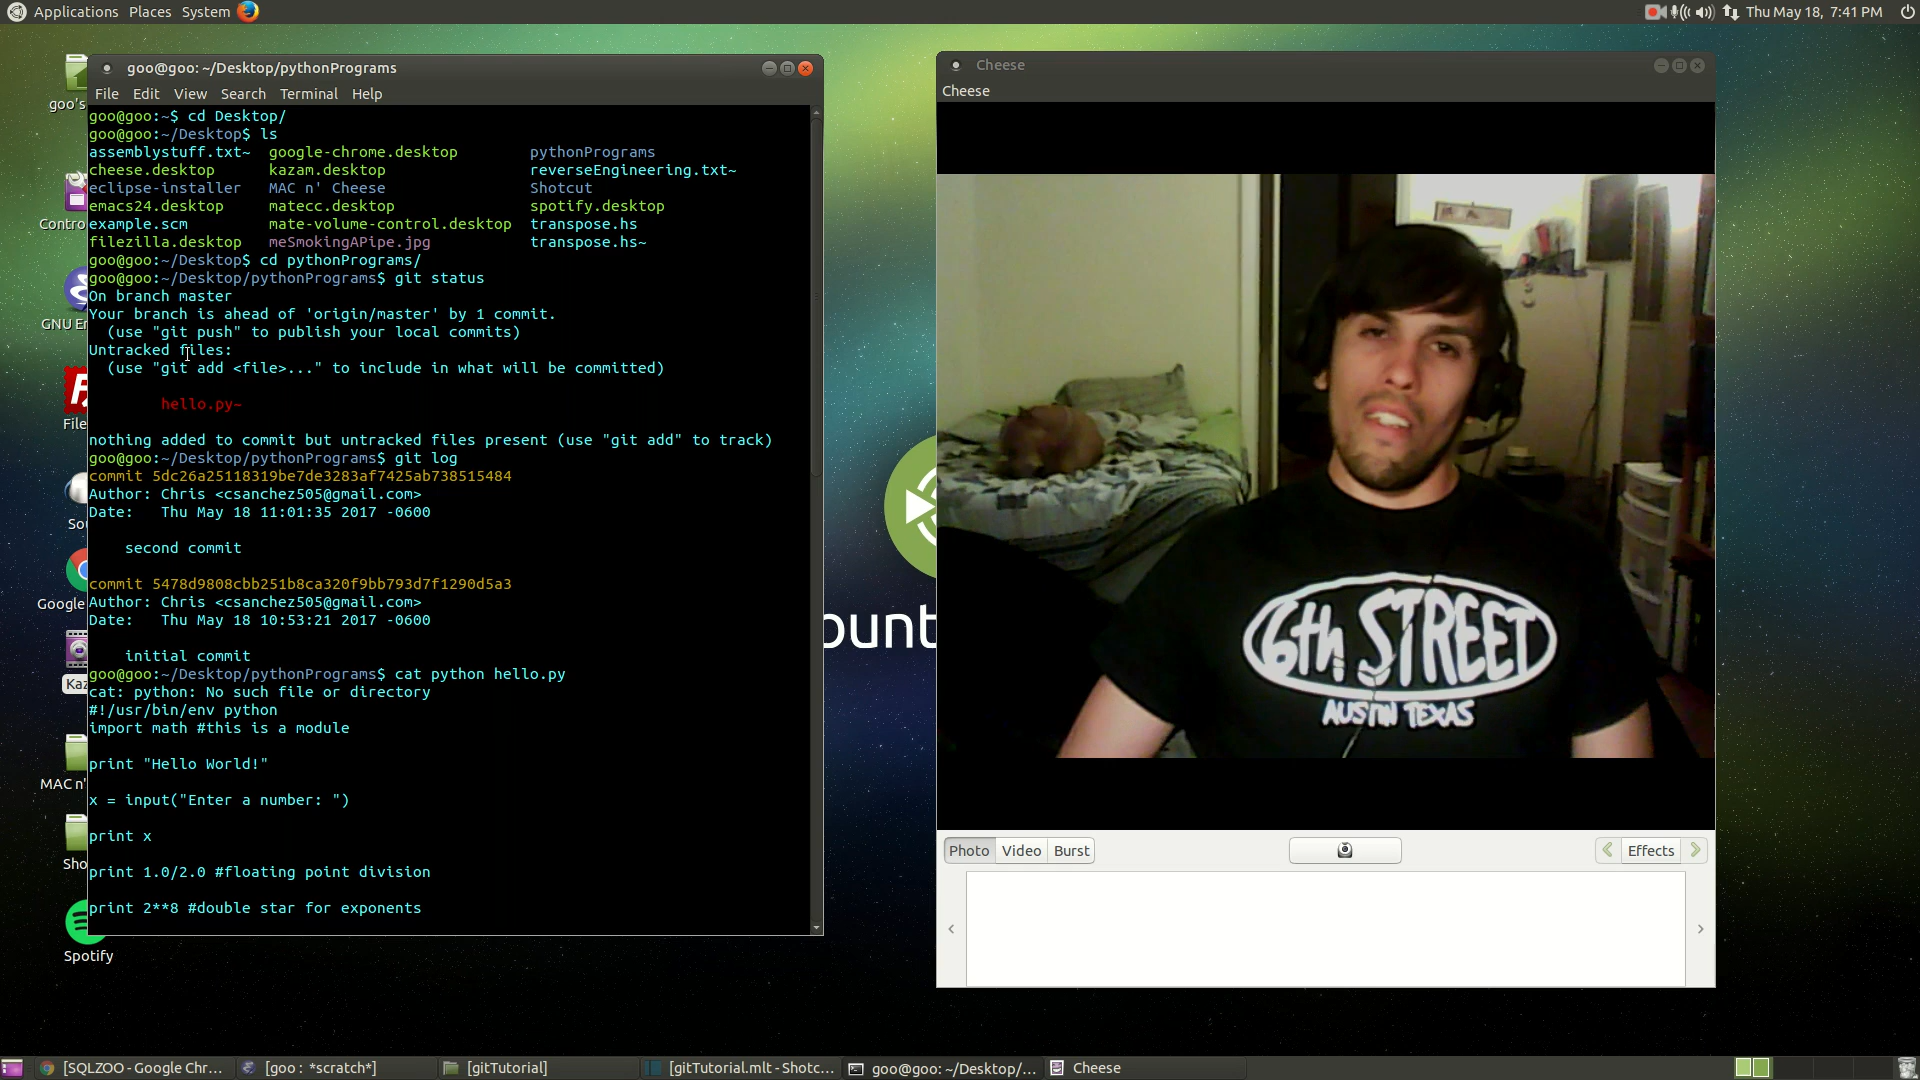 Applications Places System
Thu May 18, 7:41 PM
goo@goo: ~/Desktop/pythonPrograms
File Edit View Search Terminal Help
goo@goo:~$ cd Desktop/
goo@goo:~/Desktop$ ls
assemblystuff.txt~ google-chrome.desktop pythonPrograms
cheese.desktop kazam.desktop reverseEngineering.txt~
eclipse-installer MAC n' Cheese Shotcut
emacs24.desktop matecc.desktop spotify.desktop
example.scm mate-volume-control.desktop transpose.hs
filezilla.desktop meSmokingAPipe.jpg transpose.hs~
goo@goo:~/Desktop$ cd pythonPrograms/
goo@goo:~/Desktop/pythonPrograms$ git status
On branch master
Your branch is ahead of 'origin/master' by 1 commit.
(use "git push" to publish your local commits)
Untracked files:
(use "git add <file>..." to include in what will be committed)
hello.py~
nothing added to commit but untracked files present (use "git add" to track)
goo@goo:~/Desktop/pythonPrograms$ git log
commit 5dc26a25118319be7de3283af7425ab738515484
Author: Chris <csanchez505@gmail.com>
Date: Thu May 18 11:01:35 2017 -0600
second commit
commit 5478d9808cbb251b8ca320f9bb793d7f1290d5a3
Author: Chris <csanchez505@gmail.com>
Date: Thu May 18 10:53:21 2017 -0600
initial commit
goo@goo:~/Desktop/pythonPrograms$ cat python hello.py
cat: python: No such file or directory
#!/usr/bin/env python
import math #this is a module
print "Hello World!"
x = input("Enter a number: ")
print x
print 1.0/2.0 #floating point division
print 2**8 #double star for exponents
goo's
Contro
GNU E
File
So
Google
Kaz
MAC n'
Sho
Spotify
ount
Cheese
Cheese
6th STREET
AUSTIN TEXAS
Photo Video Burst Effects
[SQLZOO - Google Chr... [goo : *scratch*] [gitTutorial] [gitTutorial.mlt - Shotc... goo@goo: ~/Desktop/... Cheese